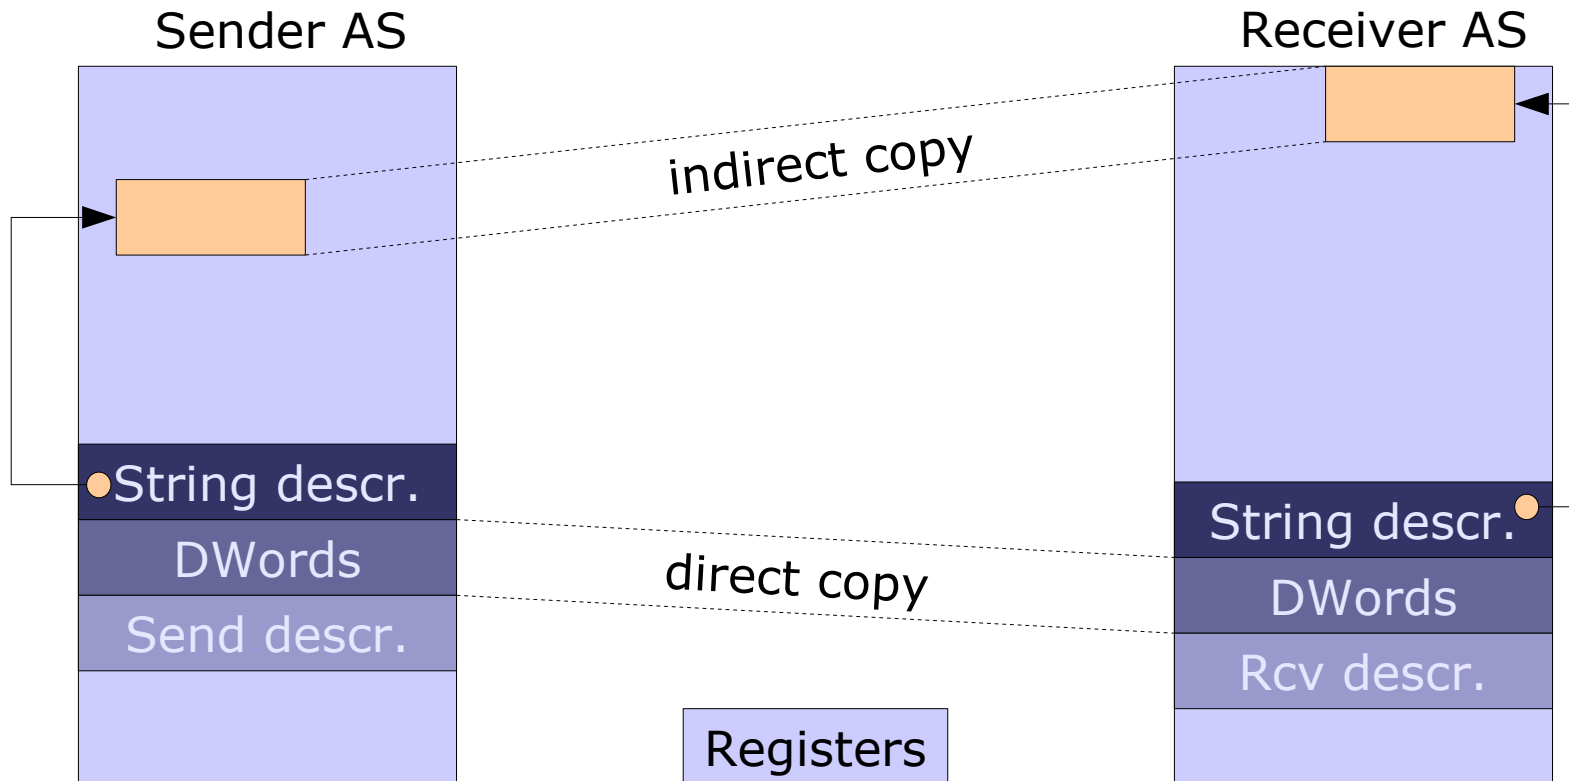 Sender AS
Receiver AS
indirect copy
String descr.
String descr.
DWords
direct copy
DWords
Send descr.
Rcv descr.
Registers